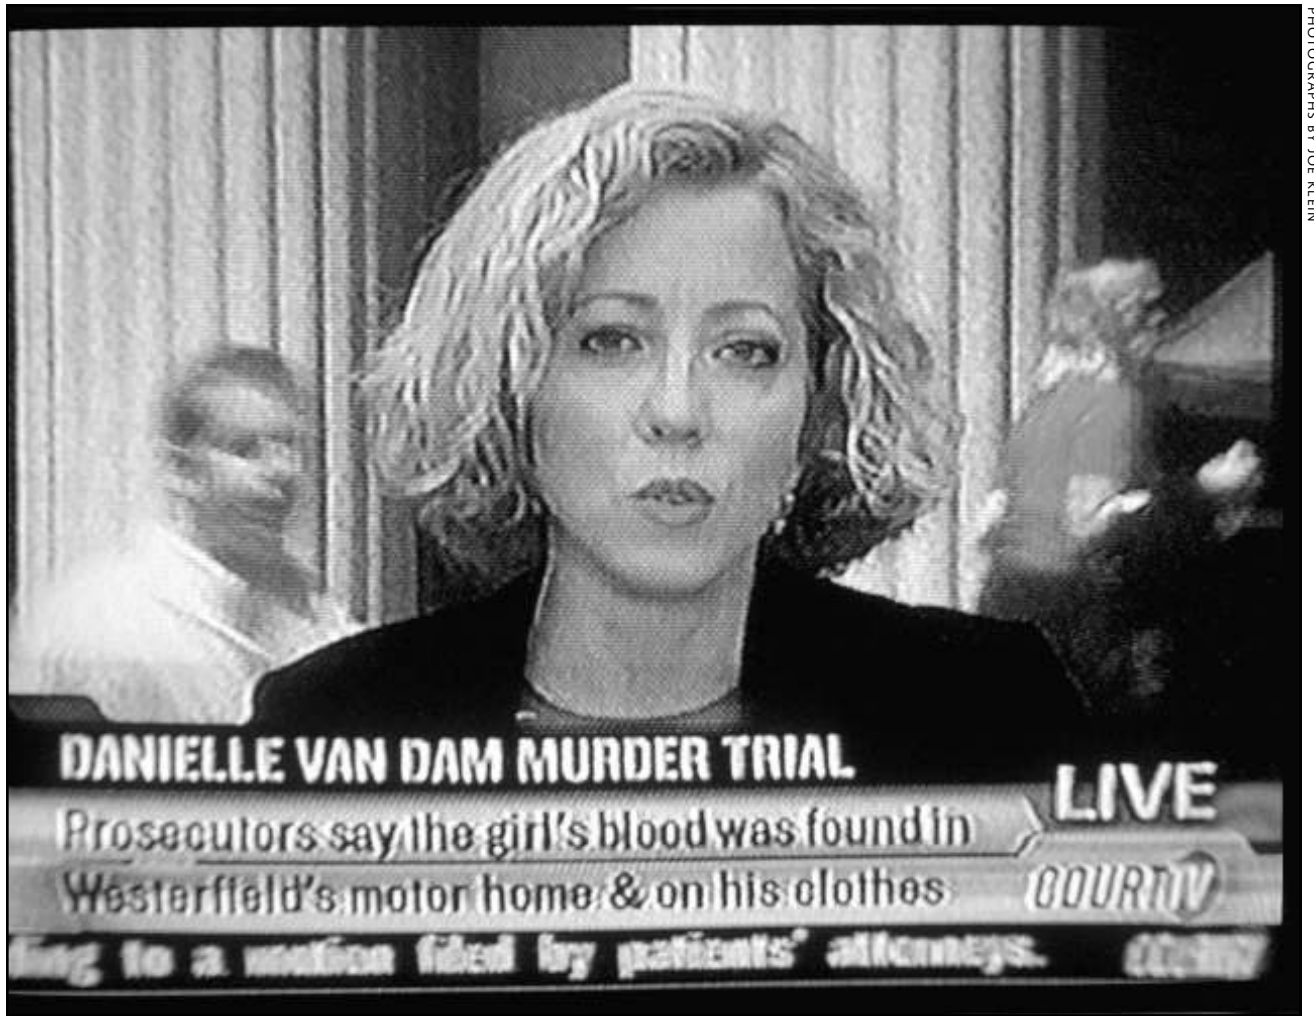 PHOTOGRAPHS BY JOE KLEIN
DANIELLE VAN DAM MURDER TRIAL
LIVE
Prosecutors say the girl's blood was found in
Westerfield's motor home & on his clothes
COURT TV
to a motion filed by patients' attorneys.